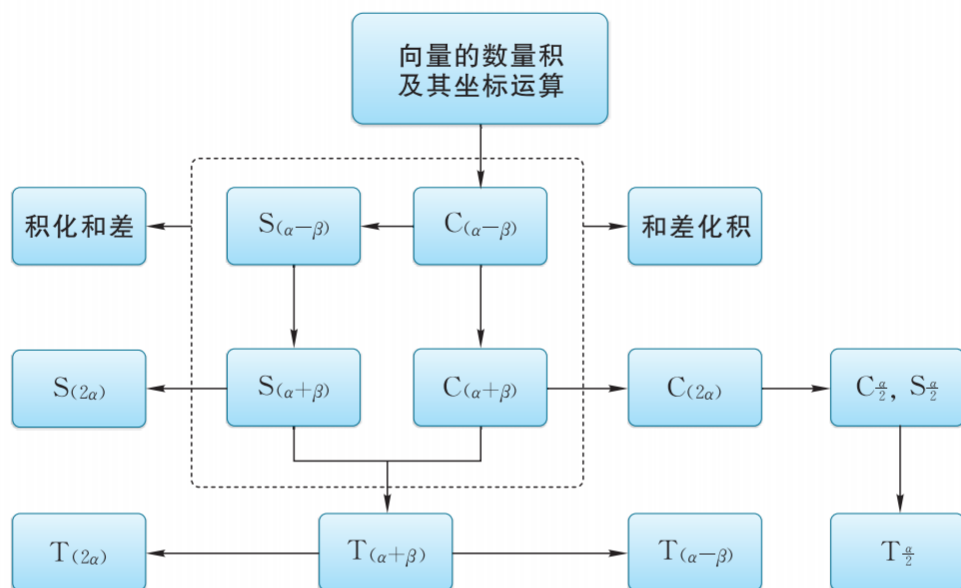 向量的数量积
及其坐标运算
积化和差
S(α−β)
C(α−β)
和差化积
S(2α)
S(α+β)
C(α+β)
C(2α)
Cα/2, Sα/2
T(2α)
T(α+β)
T(α−β)
Tα/2